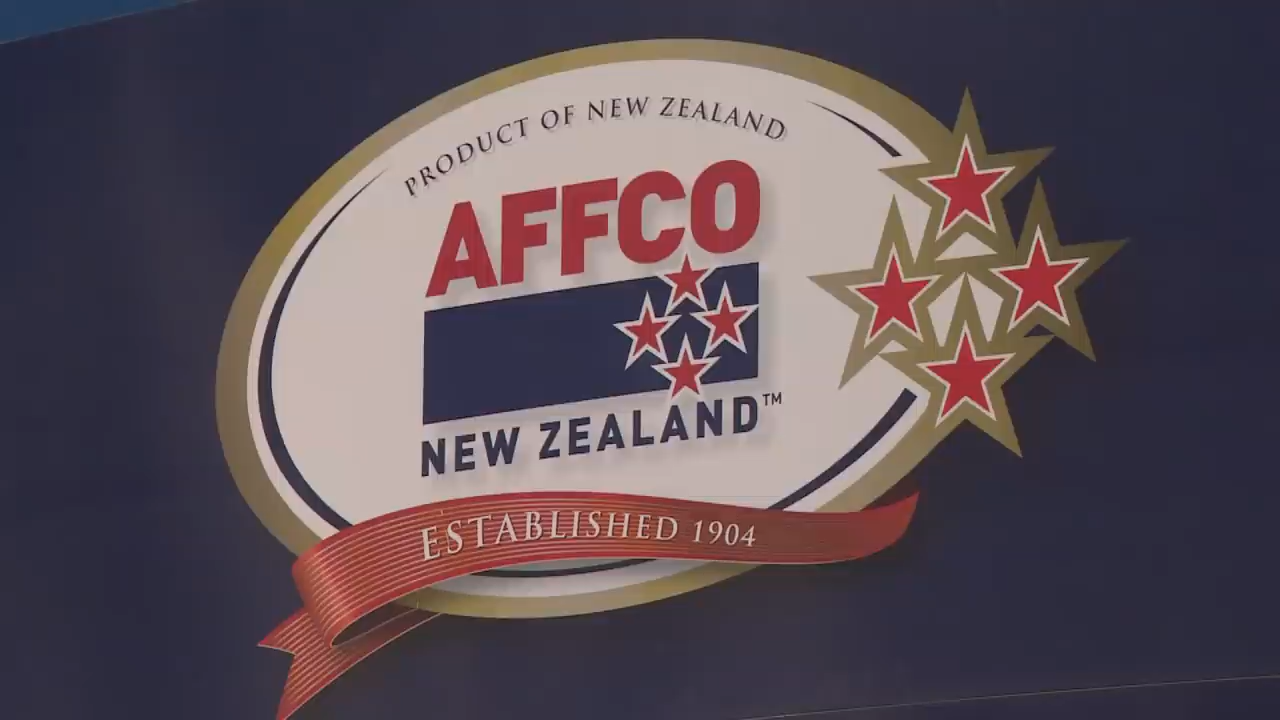 PRODUCT OF NEW ZEALAND
AFFCO
NEW ZEALAND™
ESTABLISHED 1904